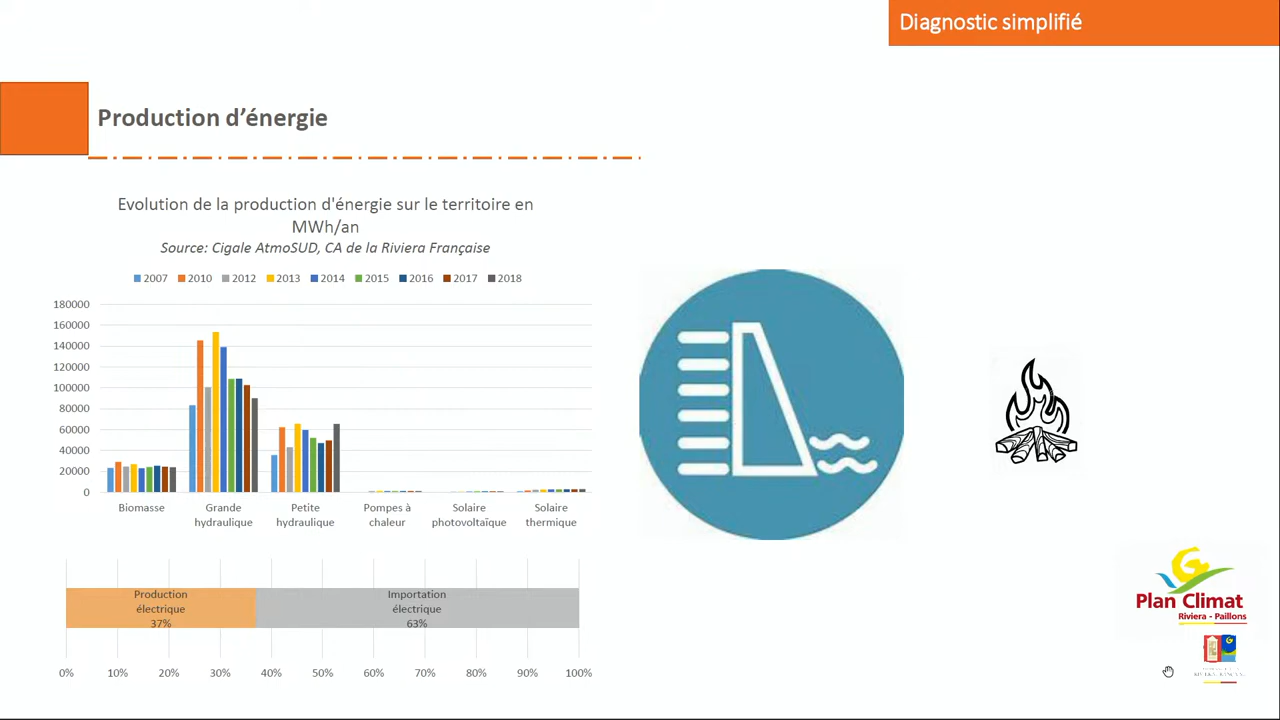 Diagnostic simplifié
Production d’énergie
Evolution de la production d'énergie sur le territoire en
MWh/an
Source: Cigale AtmoSUD, CA de la Riviera Française
2007 2010 2012 2013 2014 2015 2016 2017 2018
180000
160000
140000
120000
100000
80000
60000
40000
20000
0
Biomasse
Grande
hydraulique
Petite
hydraulique
Pompes à
chaleur
Solaire
photovoltaïque
Solaire
thermique
Production
électrique
37%
Importation
électrique
63%
0% 10% 20% 30% 40% 50% 60% 70% 80% 90% 100%
Plan Climat
Riviera - Paillons